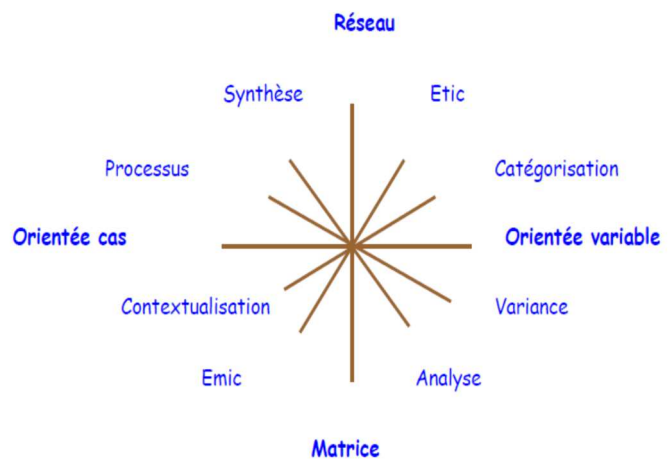 Réseau
Synthèse
Etic
Processus
Catégorisation
Orientée cas
Orientée variable
Contextualisation
Variance
Emic
Analyse
Matrice